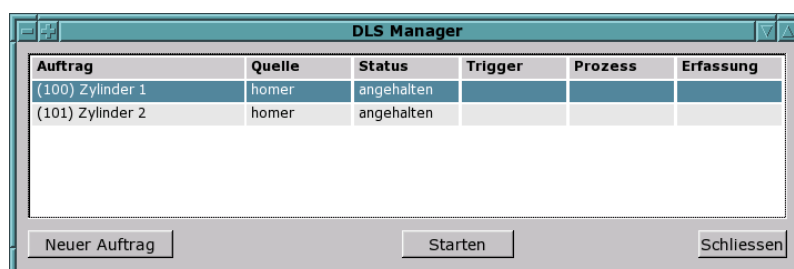 DLS Manager
Auftrag Quelle Status Trigger Prozess Erfassung
(100) Zylinder 1 homer angehalten
(101) Zylinder 2 homer angehalten
Neuer Auftrag Starten Schliessen